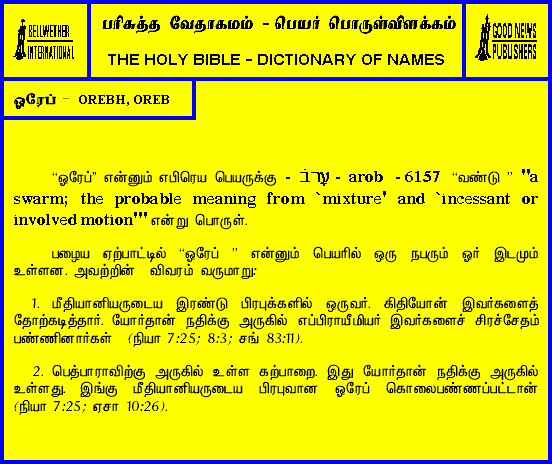 BELLWETHER
INTERNATIONAL
பரிசுத்த வேதாகமம் - பெயர் பொருள்விளக்கம்
THE HOLY BIBLE - DICTIONARY OF NAMES
GOOD NEWS
PUBLISHERS
ஓரேப் - OREBH, OREB
“ஓரேப்” என்னும் எபிரெய பெயருக்கு - עָרֹב - arob - 6157 “வண்டு ” "a
swarm; the probable meaning from `mixture' and `incessant or
involved motion'" என்று பொருள்.
பழைய ஏற்பாட்டில் “ஓரேப் ” என்னும் பெயரில் ஒரு நபரும் ஓர் இடமும்
உள்ளன. அவற்றின் விவரம் வருமாறு:
1. மீதியானியருடைய இரண்டு பிரபுக்களில் ஒருவர். கிதியோன் இவர்களைத்
தோற்கடித்தார். யோர்தான் நதிக்கு அருகில் எப்பிராயீமியர் இவர்களைச் சிரச்சேதம்
பண்ணினார்கள் (நியா 7:25; 8:3; சங் 83:11).
2. பெத்பாராவிற்கு அருகில் உள்ள கற்பாறை. இது யோர்தான் நதிக்கு அருகில்
உள்ளது. இங்கு மீதியானியருடைய பிரபுவான ஓரேப் கொலைபண்ணப்பட்டான்
(நியா 7:25; ஏசா 10:26).